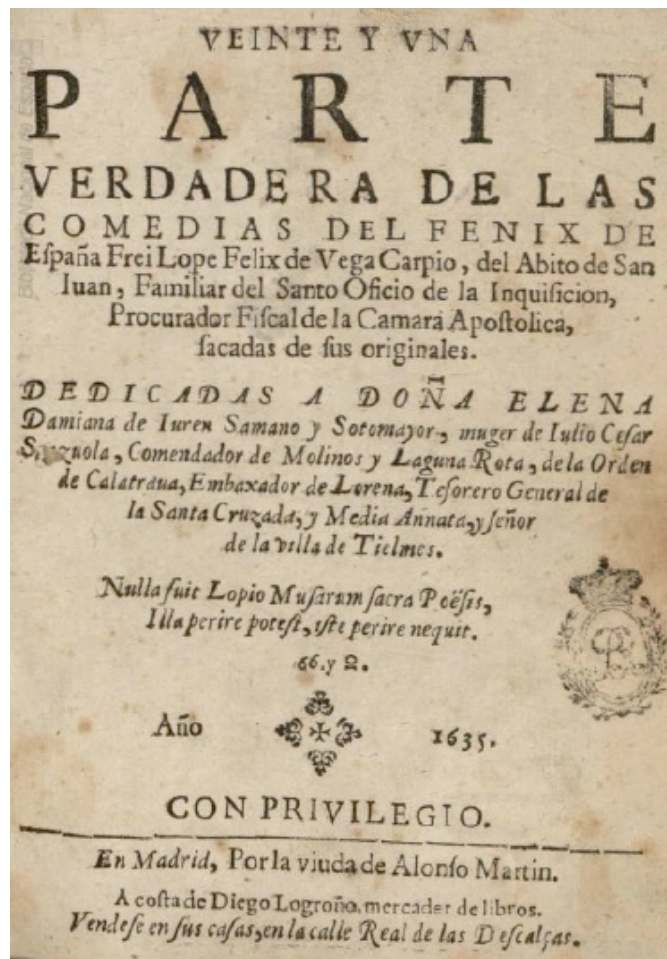 VEINTE Y VNA
PARTE
VERDADERA DE LAS
COMEDIAS DEL FENIX DE
España Frei Lope Felix de Vega Carpio, del Abito de San
Iuan, Familiar del Santo Oficio de la Inquiſicion,
Procurador Fiſcal de la Camara Apoſtolica,
ſacadas de ſus originales.
DEDICADAS A DOÑA ELENA
Damiana de Iuren Samano y Sotomayor, muger de Iulio Ceſar
Comendador de Molinos y Laguna Rota, de la Orden
de Calatraua, Embaxador de Lorena, Teſorero General de
la Santa Cruzada, y Media Annata, y ſeñor
de la villa de Tielmes.
Nulla fuit Lopio Muſarum ſacra Poëſis,
Illa perire poteſt, iſte perire nequit.
66. y Ω.
Año 1635.
CON PRIVILEGIO.
En Madrid, Por la viuda de Alonſo Martin.
A coſta de Diego Logroño, mercader de libros.
Vendeſe en ſus caſas, en la calle Real de las Deſcalças.